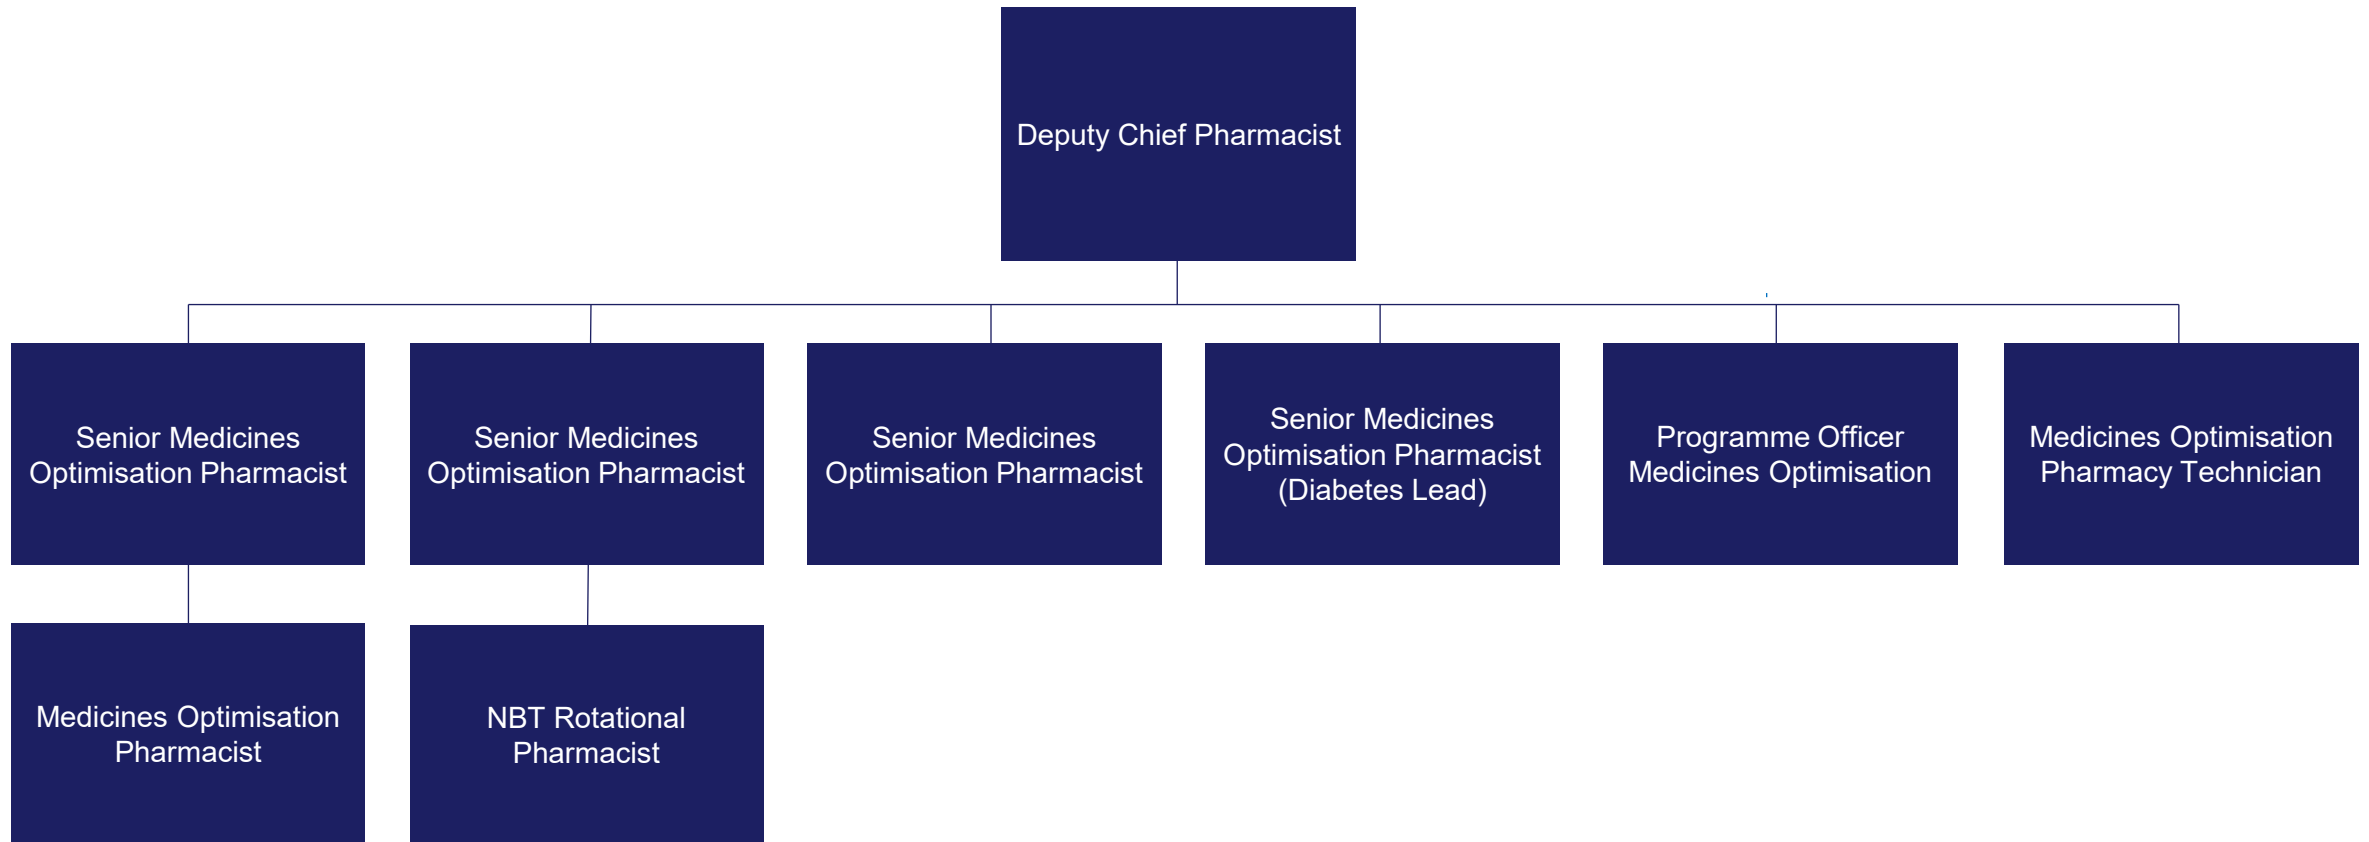 Deputy Chief Pharmacist
Senior Medicines
Optimisation Pharmacist
Senior Medicines
Optimisation Pharmacist
Senior Medicines
Optimisation Pharmacist
Senior Medicines
Optimisation Pharmacist
(Diabetes Lead)
Programme Officer
Medicines Optimisation
Medicines Optimisation
Pharmacy Technician
Medicines Optimisation
Pharmacist
NBT Rotational
Pharmacist